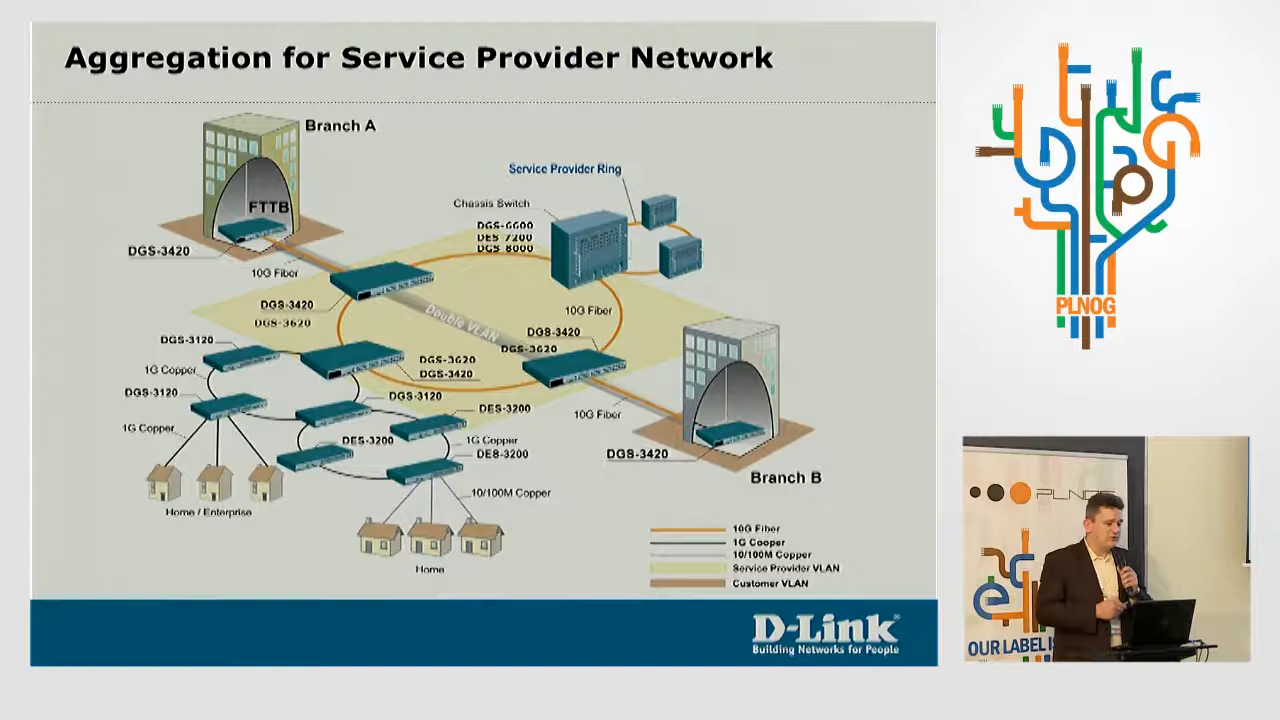 Aggregation for Service Provider Network
Branch A
FTTB
DGS-3420
10G Fiber
Service Provider Ring
Chassis Switch
DGS-6600
DES-7200
DGS-8000
10G Fiber
DGS-3420
DGS-3620
Double VLAN
DGS-3420
DGS-3620
DGS-3120
1G Copper
DGS-3120
1G Copper
DGS-3620
DGS-3420
DGS-3120
DES-3200
DES-3200
1G Copper
DES-3200
10/100M Copper
10G Fiber
DGS-3420
Branch B
Home / Enterprise
Home
10G Fiber
1G Cooper
10/100M Copper
Service Provider VLAN
Customer VLAN
D-Link®
Building Networks for People
PLNOG
PLNOG
OUR LABEL IS